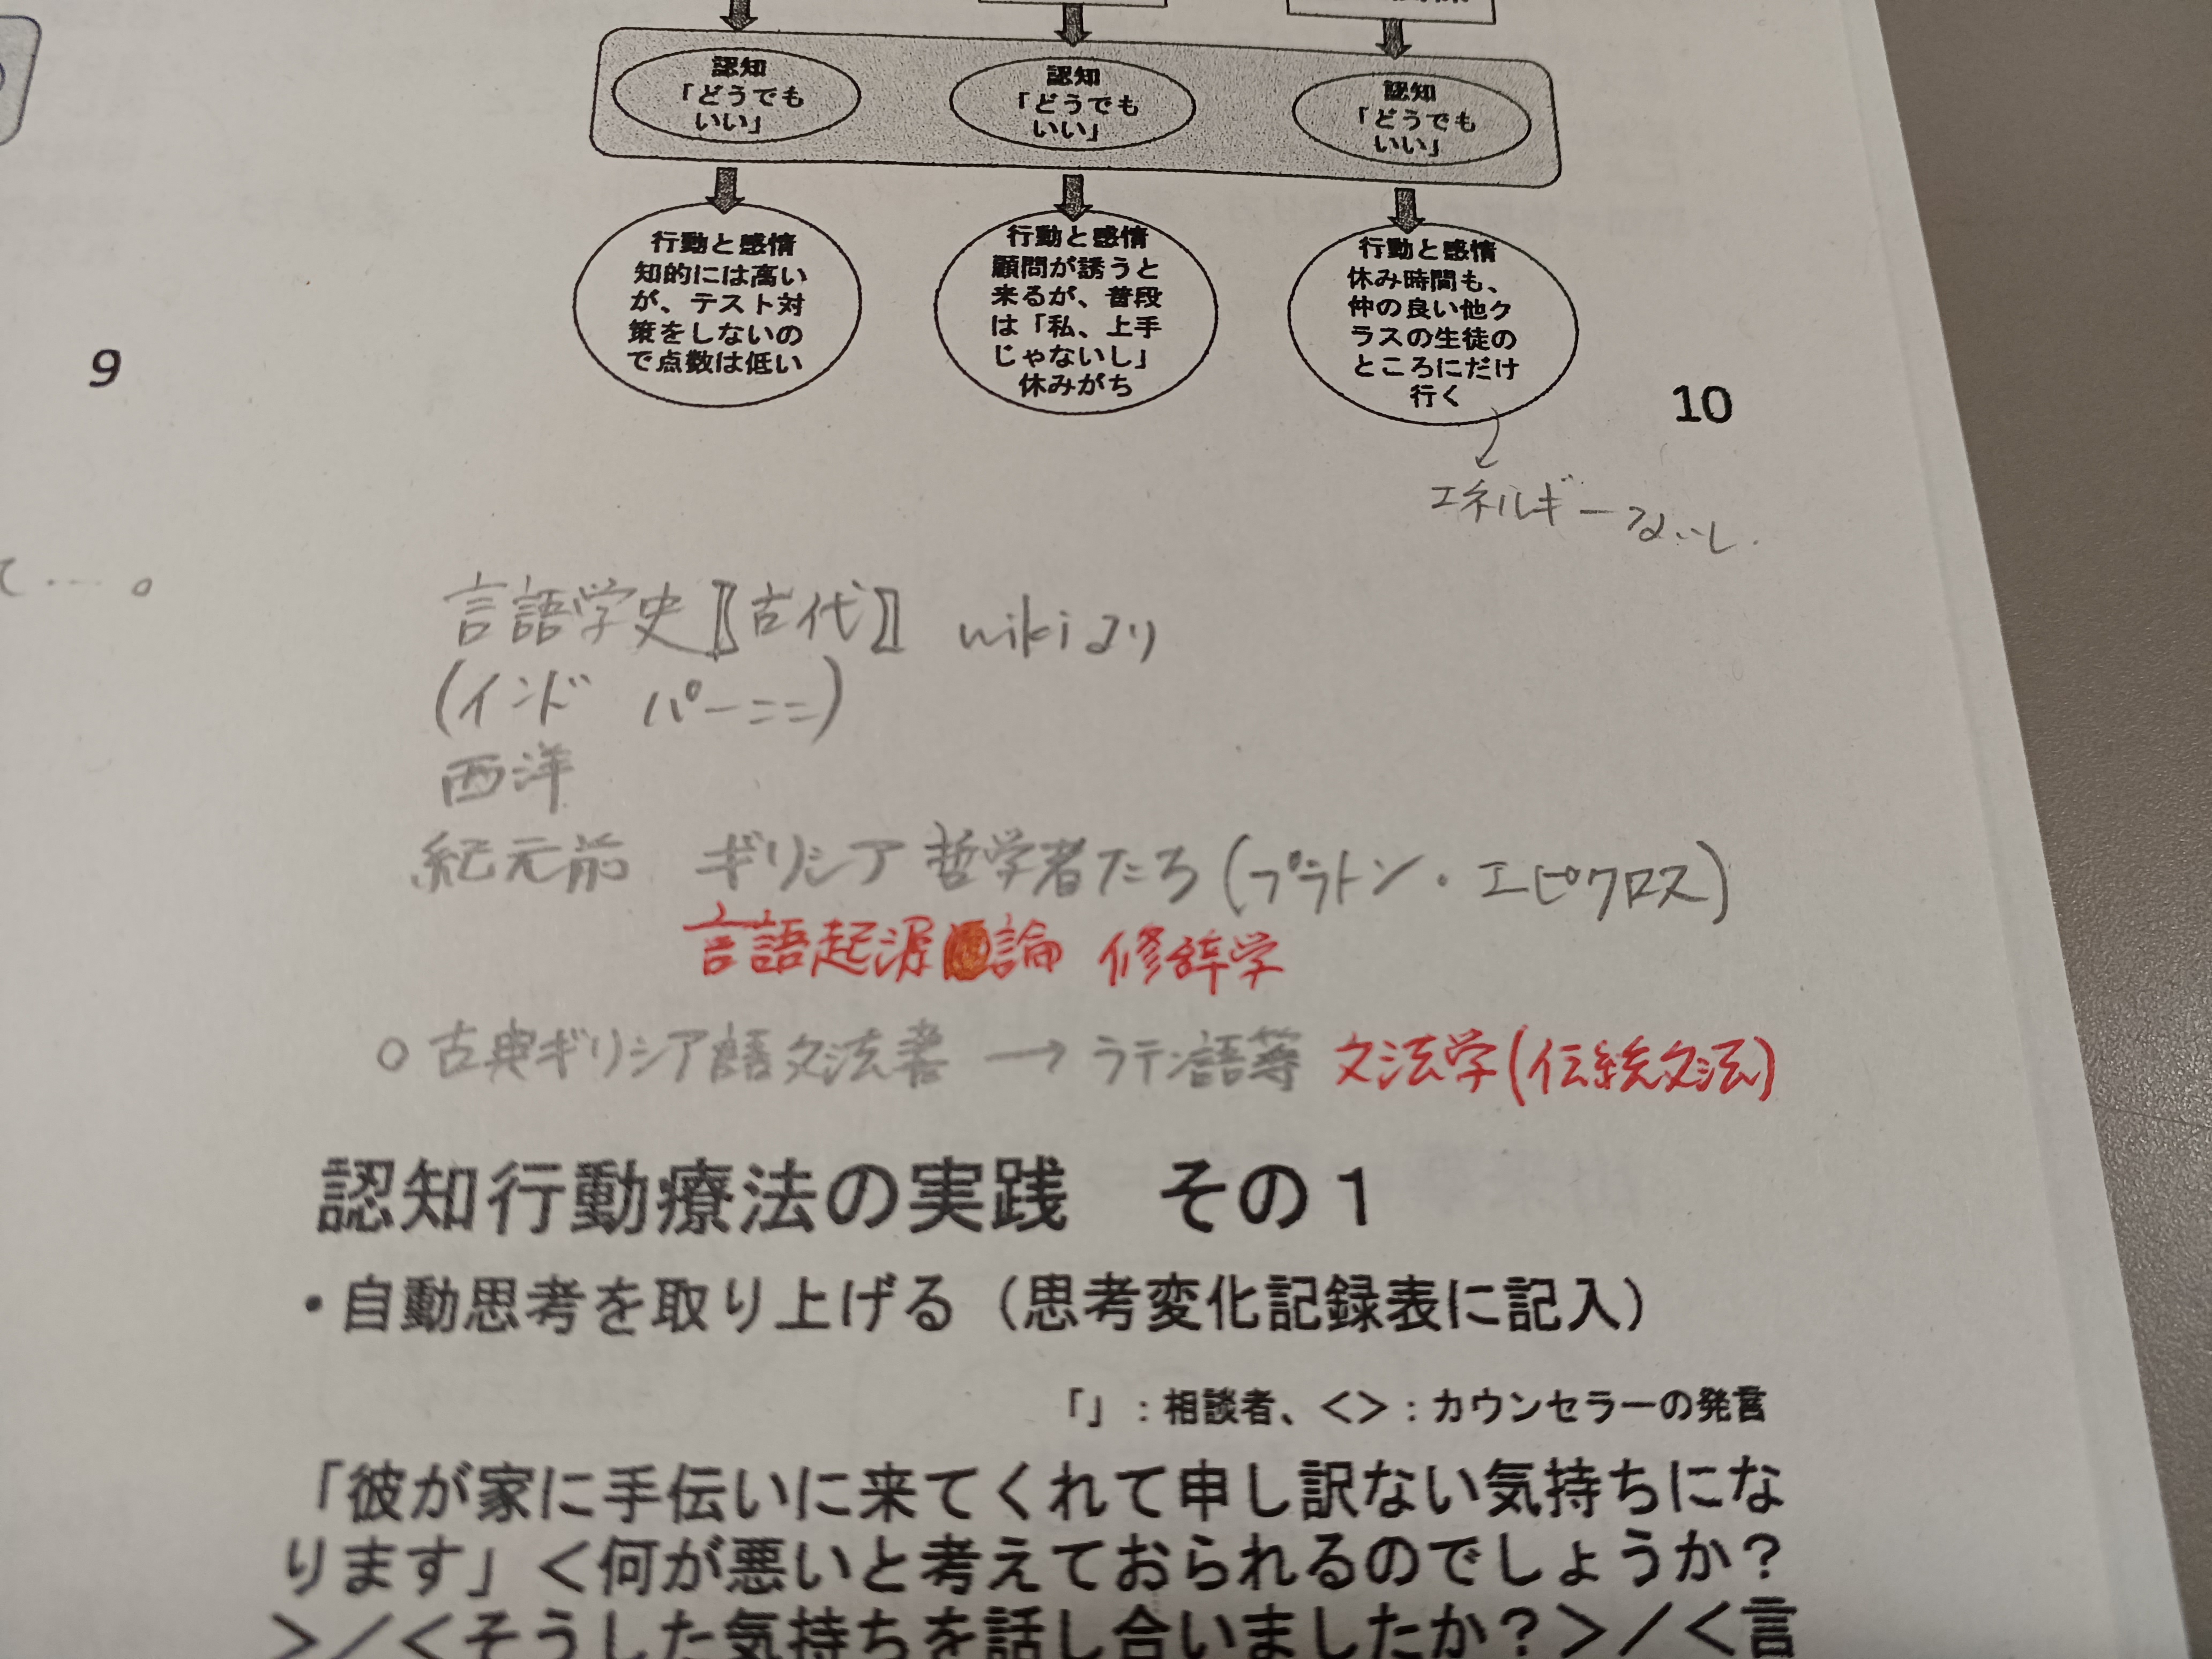 認知
「どうでも
いい」
認知
「どうでも
いい」
認知
「どうでも
いい」
行動と感情
知的には高い
が、テスト対
策をしないの
で点数は低い
行動と感情
顧問が誘うと
来るが、普段
は「私、上手
じゃないし」
休みがち
行動と感情
休み時間も、
仲の良い他ク
ラスの生徒の
ところにだけ
行く
9
10
エネルギーないし.
て…。
言語学史〖古代〗 wikiより
(インド パーニニ)
西洋
紀元前 ギリシア哲学者たち(プラトン・エピクロス)
言語起源論 修辞学
○古典ギリシア語文法書 → ラテン語等 文法学(伝統文法)
認知行動療法の実践 その1
・自動思考を取り上げる（思考変化記録表に記入）
「」：相談者、＜＞：カウンセラーの発言
「彼が家に手伝いに来てくれて申し訳ない気持ちにな
ります」＜何が悪いと考えておられるのでしょうか？
＞／＜そうした気持ちを話し合いましたか？＞／＜言